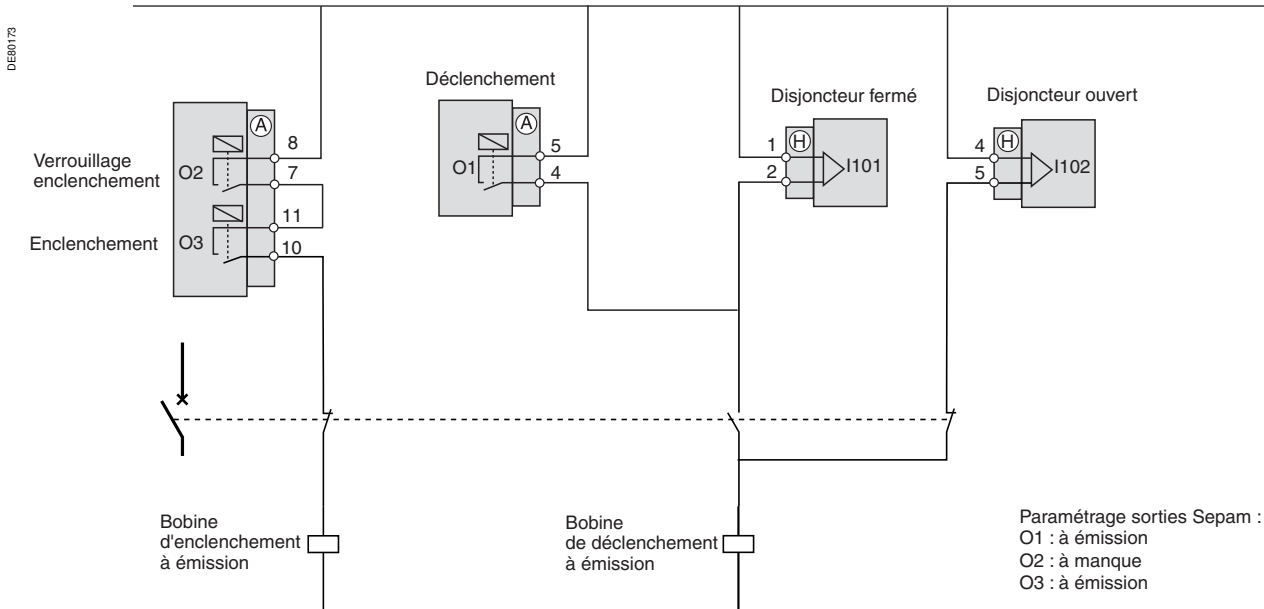 DE80173
Verrouillage
enclenchement
Enclenchement
O2
O3
A
8
7
11
10
Déclenchement
O1
A
5
4
Disjoncteur fermé
1
2
H
I101
Disjoncteur ouvert
4
5
H
I102
Bobine
d'enclenchement
à émission
Bobine
de déclenchement
à émission
Paramétrage sorties Sepam :
O1 : à émission
O2 : à manque
O3 : à émission